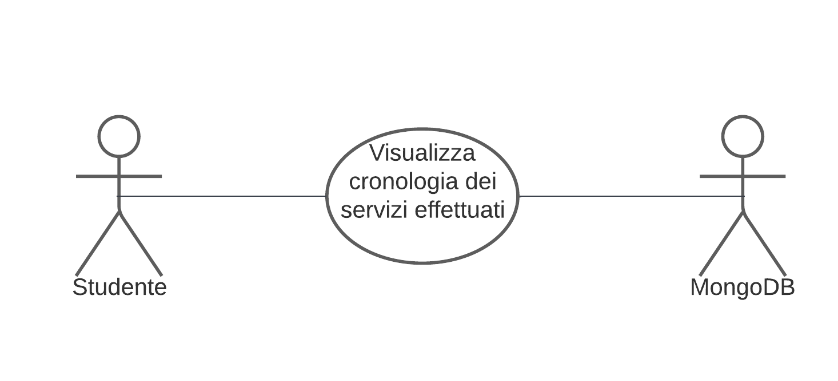 Visualizza
cronologia dei
servizi effettuati
Studente
MongoDB